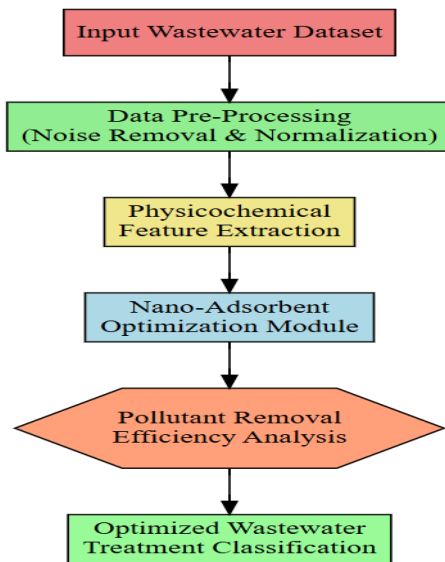 Input Wastewater Dataset
Data Pre-Processing
(Noise Removal & Normalization)
Physicochemical
Feature Extraction
Nano-Adsorbent
Optimization Module
Pollutant Removal
Efficiency Analysis
Optimized Wastewater
Treatment Classification